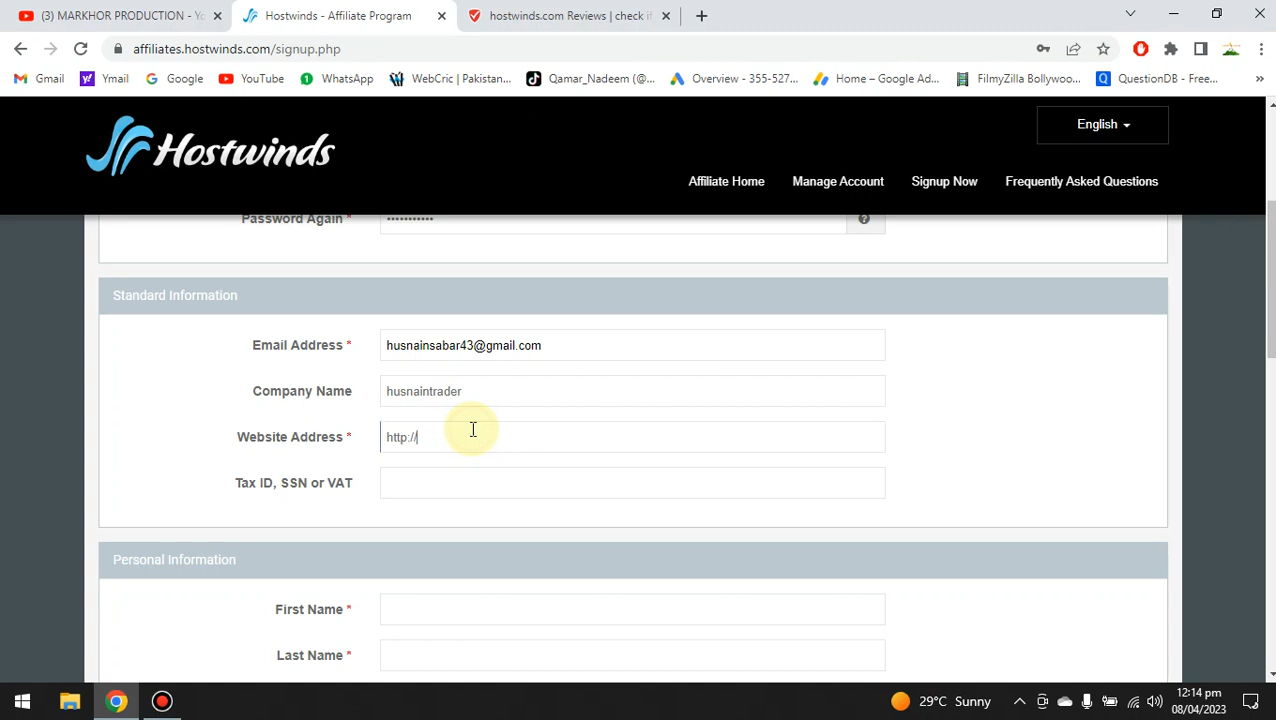 (3) MARKHOR PRODUCTION - Yo
Hostwinds - Affiliate Program
hostwinds.com Reviews | check if
affiliates.hostwinds.com/signup.php
Gmail
Ymail
Google
YouTube
WhatsApp
WebCric | Pakistan...
Qamar_Nadeem (@...
Overview - 355-527...
Home – Google Ad...
FilmyZilla Bollywoo...
QuestionDB - Free...
»
Hostwinds
English
Affiliate Home
Manage Account
Signup Now
Frequently Asked Questions
Password Again *
•••••••••••
Standard Information
Email Address *
husnainsabar43@gmail.com
Company Name
husnaintrader
Website Address *
http://
Tax ID, SSN or VAT
Personal Information
First Name *
Last Name *
29°C Sunny
12:14 pm
08/04/2023